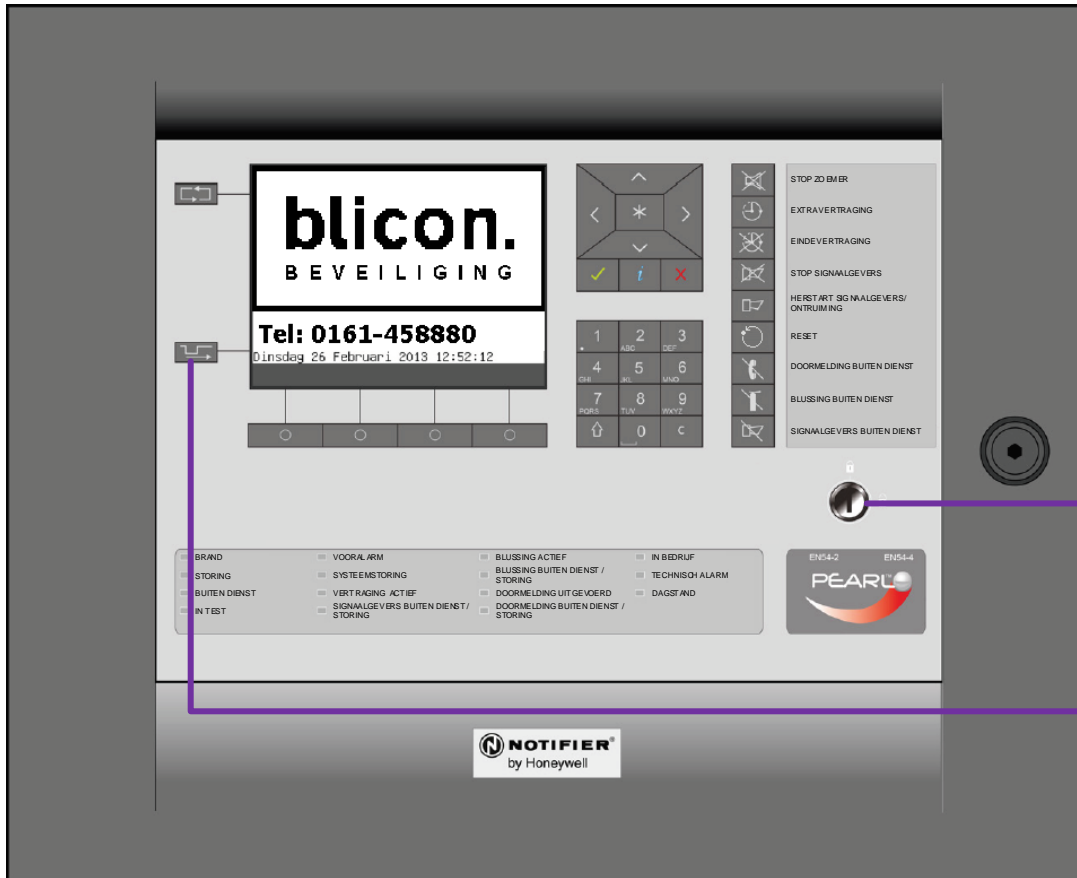 blicon.
BEVEILIGING
Tel: 0161-458880
Dinsdag 26 Februari 2013 12:52:12
1
2 ABC
3 DEF
4 GHI
5 JKL
6 MNO
7 PQRS
8 TUV
9 WXYZ
0
C
i
STOP ZOEMER
EXTRAVERTRAGING
EINDEVERTRAGING
STOP SIGNAALGEVERS
HERSTART SIGNAALGEVERS/
ONTRUIMING
RESET
DOORMELDING BUITEN DIENST
BLUSSING BUITEN DIENST
SIGNAALGEVERS BUITEN DIENST
BRAND
STORING
BUITEN DIENST
IN TEST
VOORALARM
SYSTEEMSTORING
VERTRAGING ACTIEF
SIGNAALGEVERS BUITEN DIENST/
STORING
BLUSSING ACTIEF
BLUSSING BUITEN DIENST /
STORING
DOORMELDING UITGEVOERD
DOORMELDING BUITEN DIENST /
STORING
IN BEDRIJF
TECHNISCH ALARM
DAGSTAND
EN54-2 EN54-4
PEARL
NOTIFIER®
by Honeywell